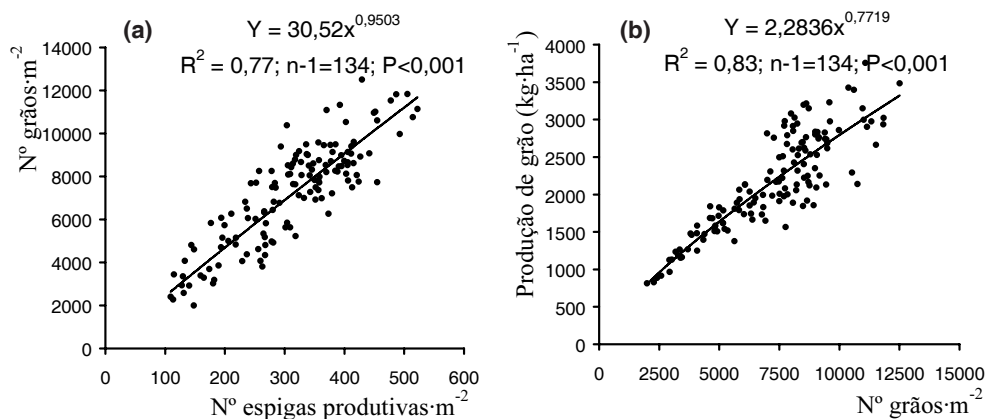 (a)
Y = 30,52x^0,9503
R² = 0,77; n-1=134; P<0,001
Nº grãos·m⁻²
14000
12000
10000
8000
6000
4000
2000
0
0 100 200 300 400 500 600
Nº espigas produtivas·m⁻²
(b)
Y = 2,2836x^0,7719
R² = 0,83; n-1=134; P<0,001
Produção de grão (kg·ha⁻¹)
4000
3500
3000
2500
2000
1500
1000
500
0
0 2500 5000 7500 10000 12500 15000
Nº grãos·m⁻²